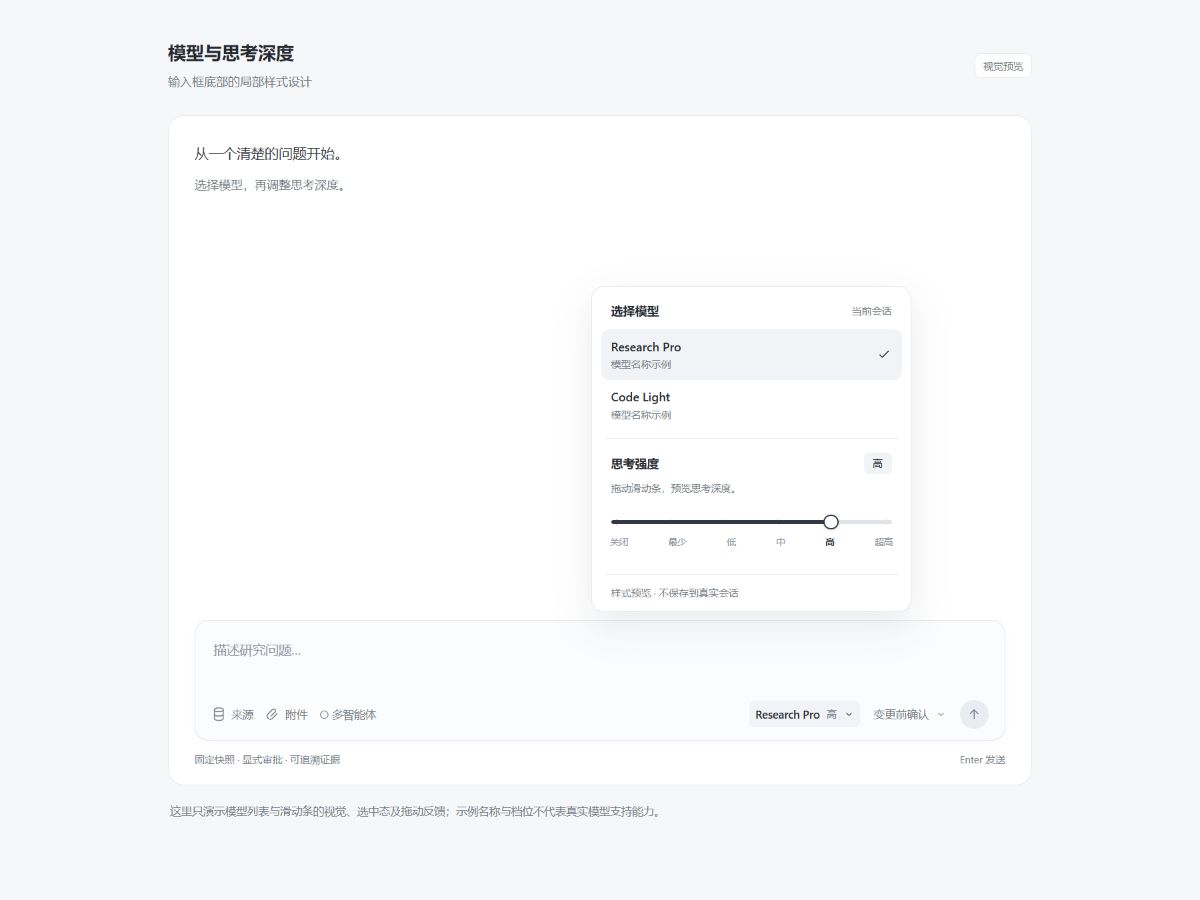 模型与思考深度
输入框底部的局部样式设计
视觉预览
从一个清楚的问题开始。
选择模型，再调整思考深度。
选择模型
当前会话
Research Pro
模型名称示例
Code Light
模型名称示例
思考强度
高
拖动滑动条，预览思考深度。
关闭 最少 低 中 高 超高
样式预览 · 不保存到真实会话
描述研究问题...
来源 附件 多智能体
Research Pro 高 变更前确认
固定快照 · 显式审批 · 可追溯证据
Enter 发送
这里只演示模型列表与滑动条的视觉、选中态及拖动反馈；示例名称与档位不代表真实模型支持能力。